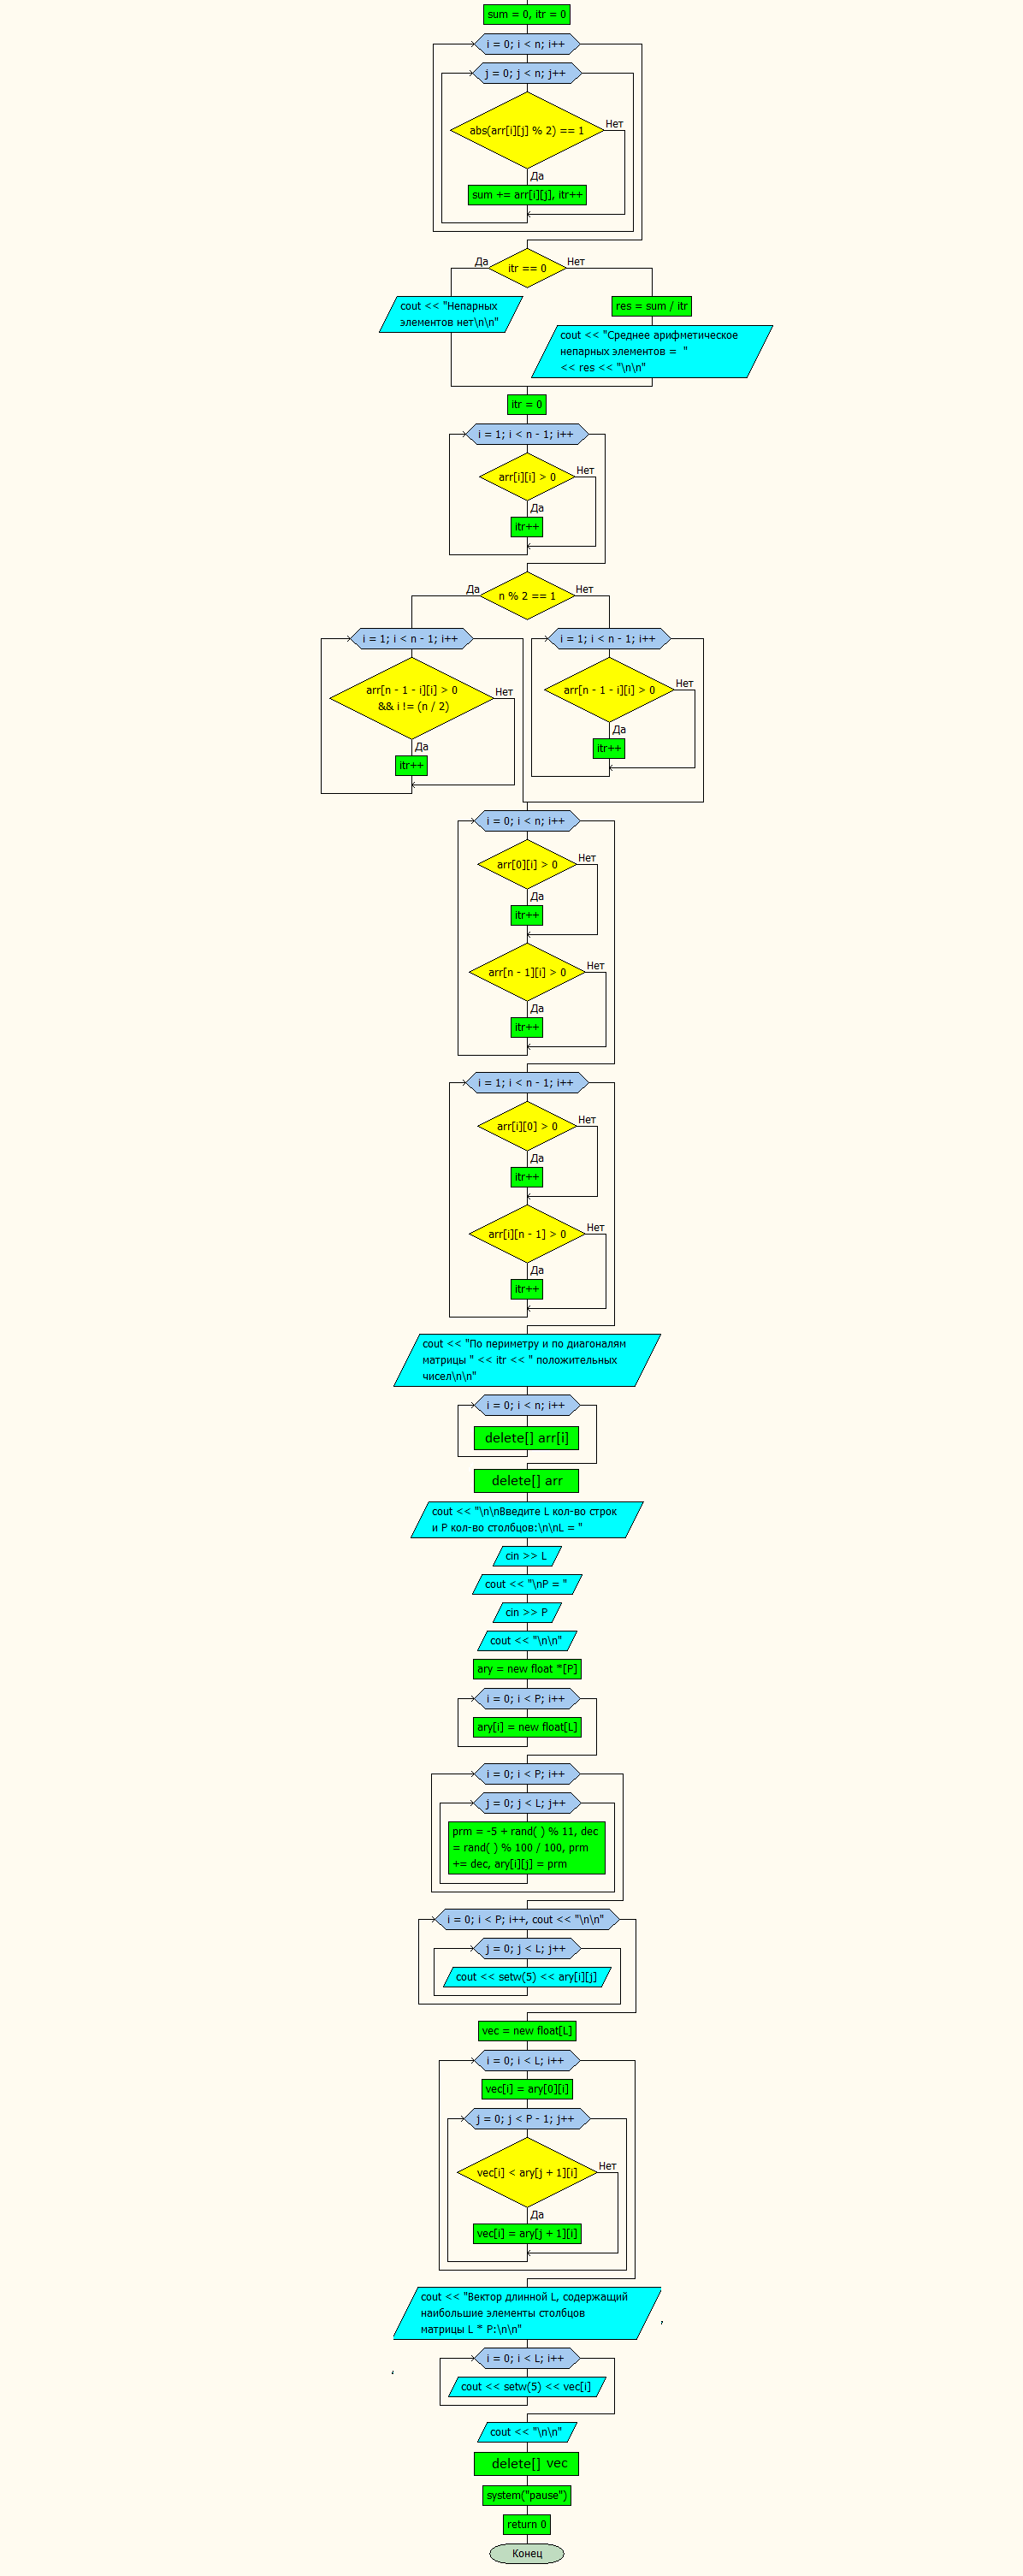 sum = 0, itr = 0
i = 0; i < n; i++
j = 0; j < n; j++
abs(arr[i][j] % 2) == 1
Нет
Да
sum += arr[i][j], itr++
itr == 0
Да
Нет
cout << "Непарных
элементов нет\n\n"
res = sum / itr
cout << "Среднее арифметическое
непарных элементов =  "
<< res << "\n\n"
itr = 0
i = 1; i < n - 1; i++
arr[i][i] > 0
Нет
Да
itr++
n % 2 == 1
Да
Нет
i = 1; i < n - 1; i++
arr[n - 1 - i][i] > 0
&& i != (n / 2)
Нет
Да
itr++
i = 1; i < n - 1; i++
arr[n - 1 - i][i] > 0
Нет
Да
itr++
i = 0; i < n; i++
arr[0][i] > 0
Нет
Да
itr++
arr[n - 1][i] > 0
Нет
Да
itr++
i = 1; i < n - 1; i++
arr[i][0] > 0
Нет
Да
itr++
arr[i][n - 1] > 0
Нет
Да
itr++
cout << "По периметру и по диагоналям
матрицы " << itr << " положительных
чисел\n\n"
i = 0; i < n; i++
delete[] arr[i]
delete[] arr
cout << "\n\nВведите L кол-во строк
и P кол-во столбцов:\n\nL = "
cin >> L
cout << "\nP = "
cin >> P
cout << "\n\n"
ary = new float *[P]
i = 0; i < P; i++
ary[i] = new float[L]
i = 0; i < P; i++
j = 0; j < L; j++
prm = -5 + rand( ) % 11, dec
= rand( ) % 100 / 100, prm
+= dec, ary[i][j] = prm
i = 0; i < P; i++, cout << "\n\n"
j = 0; j < L; j++
cout << setw(5) << ary[i][j]
vec = new float[L]
i = 0; i < L; i++
vec[i] = ary[0][i]
j = 0; j < P - 1; j++
vec[i] < ary[j + 1][i]
Нет
Да
vec[i] = ary[j + 1][i]
cout << "Вектор длинной L, содержащий
наибольшие элементы столбцов
матрицы L * P:\n\n"
i = 0; i < L; i++
cout << setw(5) << vec[i]
cout << "\n\n"
delete[] vec
system("pause")
return 0
Конец